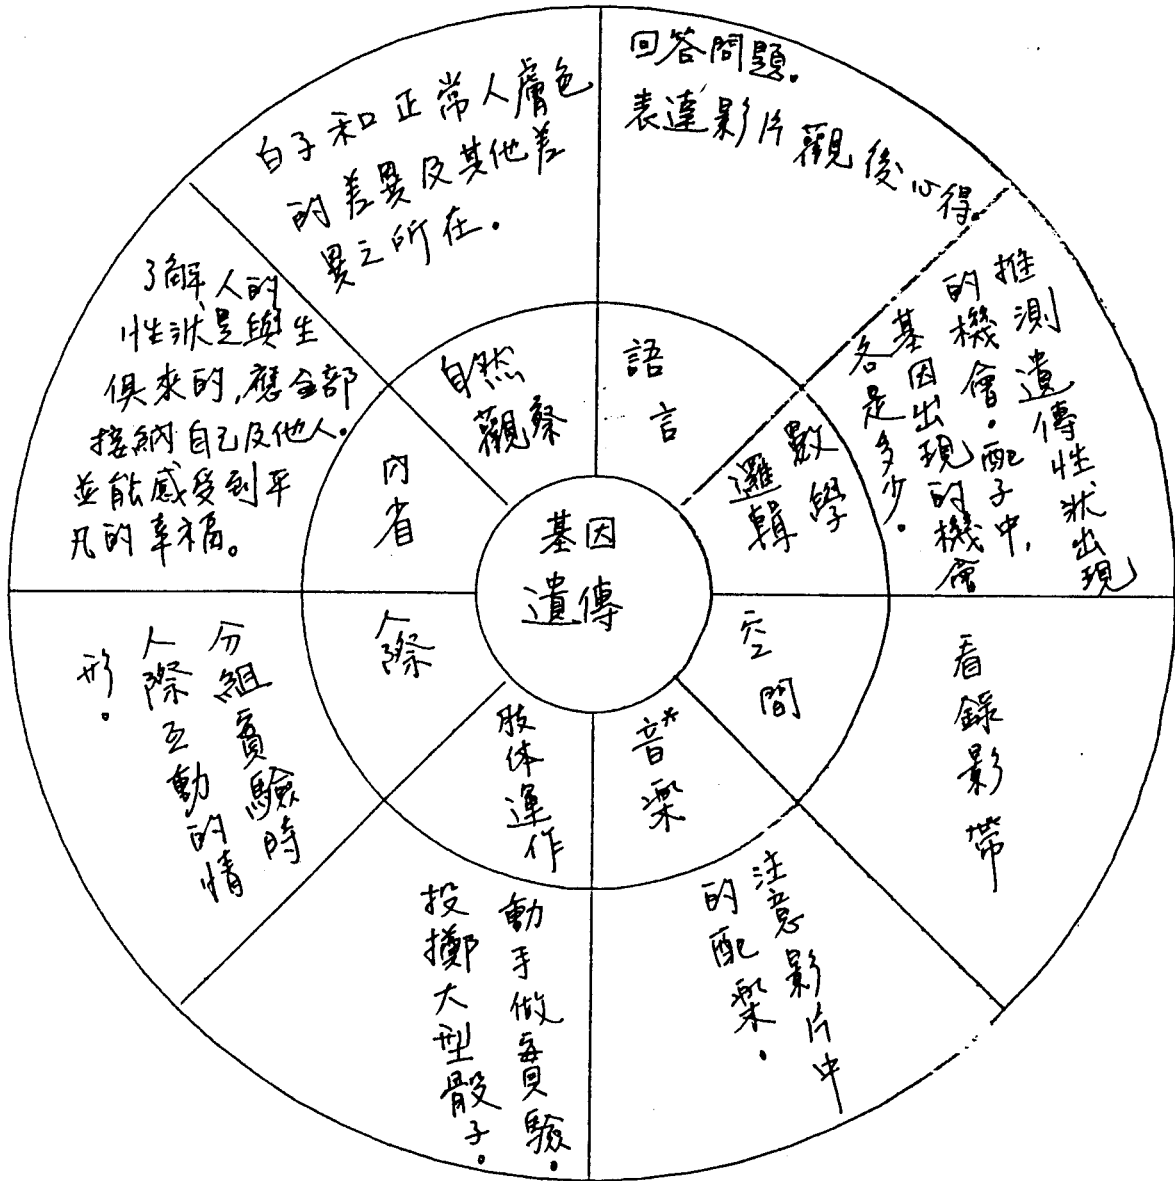 基因
遺傳
語
言
回答問題。
表達影片觀後心得。
數學
邏輯
推測遺傳性狀出現
的機會。配子中,
基因出現的機會
各是多少。
空
間
看錄影帶
音*
樂
注意影片中
的配樂。
肢体運作
動手做實驗。
投擲大型骰子。
人際
分組實驗時
人際互動的情
形。
內
省
了解人的
性狀是與生
俱來的,應全部
接納自己及他人。
並能感受到平
凡的幸福。
自然
觀察
白子和正常人膚色
的差異及其他差
異之所在。